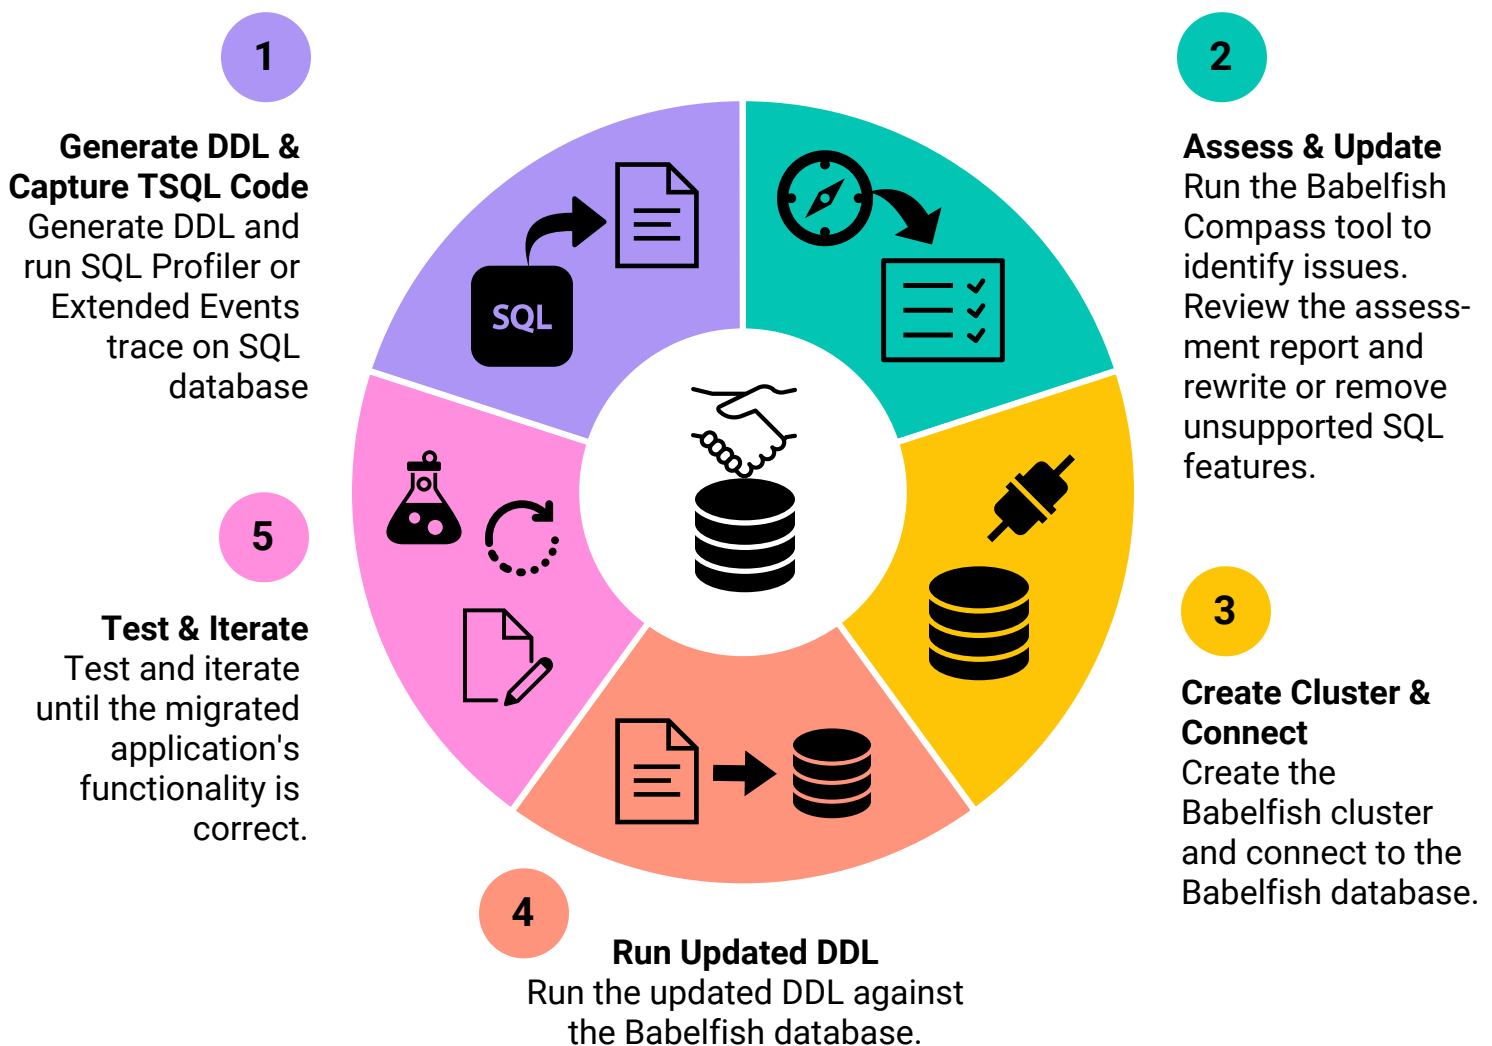 1
Generate DDL &
Capture TSQL Code
Generate DDL and
run SQL Profiler or
Extended Events
trace on SQL
database
2
Assess & Update
Run the Babelfish
Compass tool to
identify issues.
Review the assess-
ment report and
rewrite or remove
unsupported SQL
features.
SQL
3
Create Cluster &
Connect
Create the
Babelfish cluster
and connect to the
Babelfish database.
4
Run Updated DDL
Run the updated DDL against
the Babelfish database.
5
Test & Iterate
Test and iterate
until the migrated
application's
functionality is
correct.